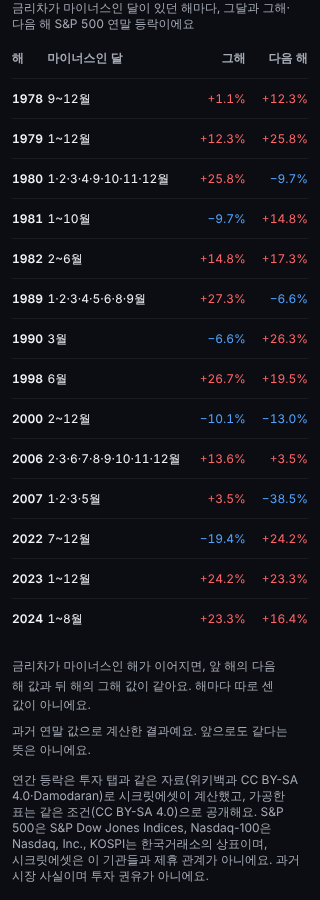 금리차가 마이너스인 달이 있던 해마다, 그달과 그해·
다음 해 S&P 500 연말 등락이에요
해 마이너스인 달 그해 다음 해
1978 9~12월 +1.1% +12.3%
1979 1~12월 +12.3% +25.8%
1980 1·2·3·4·9·10·11·12월 +25.8% −9.7%
1981 1~10월 −9.7% +14.8%
1982 2~6월 +14.8% +17.3%
1989 1·2·3·4·5·6·8·9월 +27.3% −6.6%
1990 3월 −6.6% +26.3%
1998 6월 +26.7% +19.5%
2000 2~12월 −10.1% −13.0%
2006 2·3·6·7·8·9·10·11·12월 +13.6% +3.5%
2007 1·2·3·5월 +3.5% −38.5%
2022 7~12월 −19.4% +24.2%
2023 1~12월 +24.2% +23.3%
2024 1~8월 +23.3% +16.4%
금리차가 마이너스인 해가 이어지면, 앞 해의 다음
해 값과 뒤 해의 그해 값이 같아요. 해마다 따로 센
값이 아니에요.
과거 연말 값으로 계산한 결과예요. 앞으로도 같다는
뜻은 아니에요.
연간 등락은 투자 탭과 같은 자료(위키백과 CC BY-SA
4.0·Damodaran)로 시크릿에셋이 계산했고, 가공한
표는 같은 조건(CC BY-SA 4.0)으로 공개해요. S&P
500은 S&P Dow Jones Indices, Nasdaq-100은
Nasdaq, Inc., KOSPI는 한국거래소의 상표이며,
시크릿에셋은 이 기관들과 제휴 관계가 아니에요. 과거
시장 사실이며 투자 권유가 아니에요.